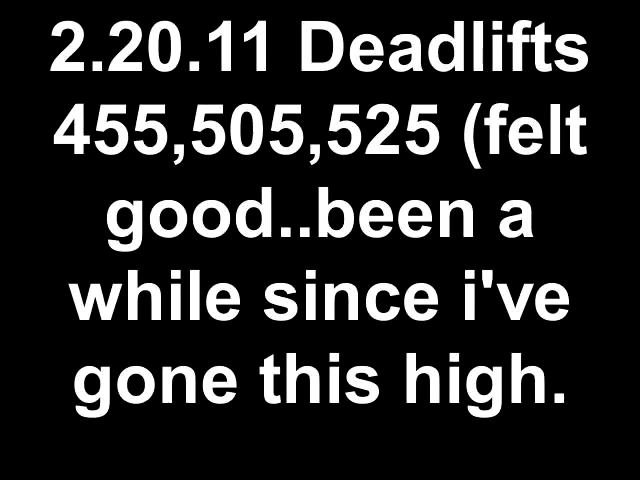 2.20.11 Deadlifts
455,505,525 (felt
good..been a
while since i've
gone this high.